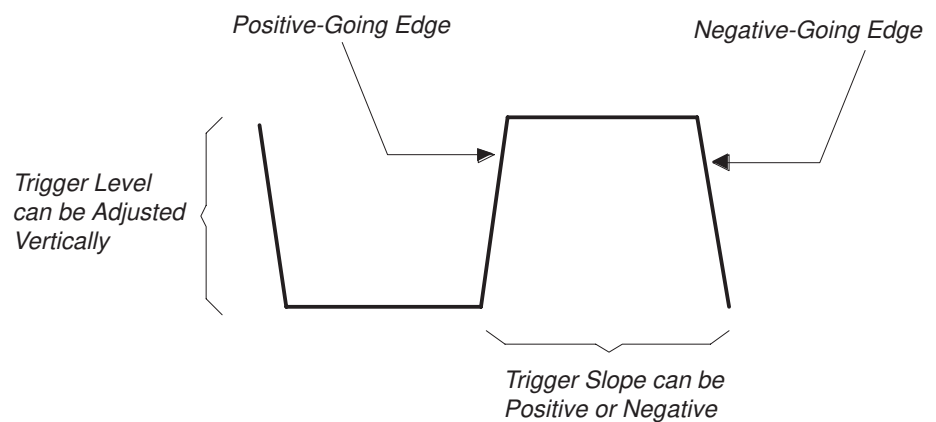 Positive-Going Edge
Negative-Going Edge
Trigger Level
can be Adjusted
Vertically
Trigger Slope can be
Positive or Negative